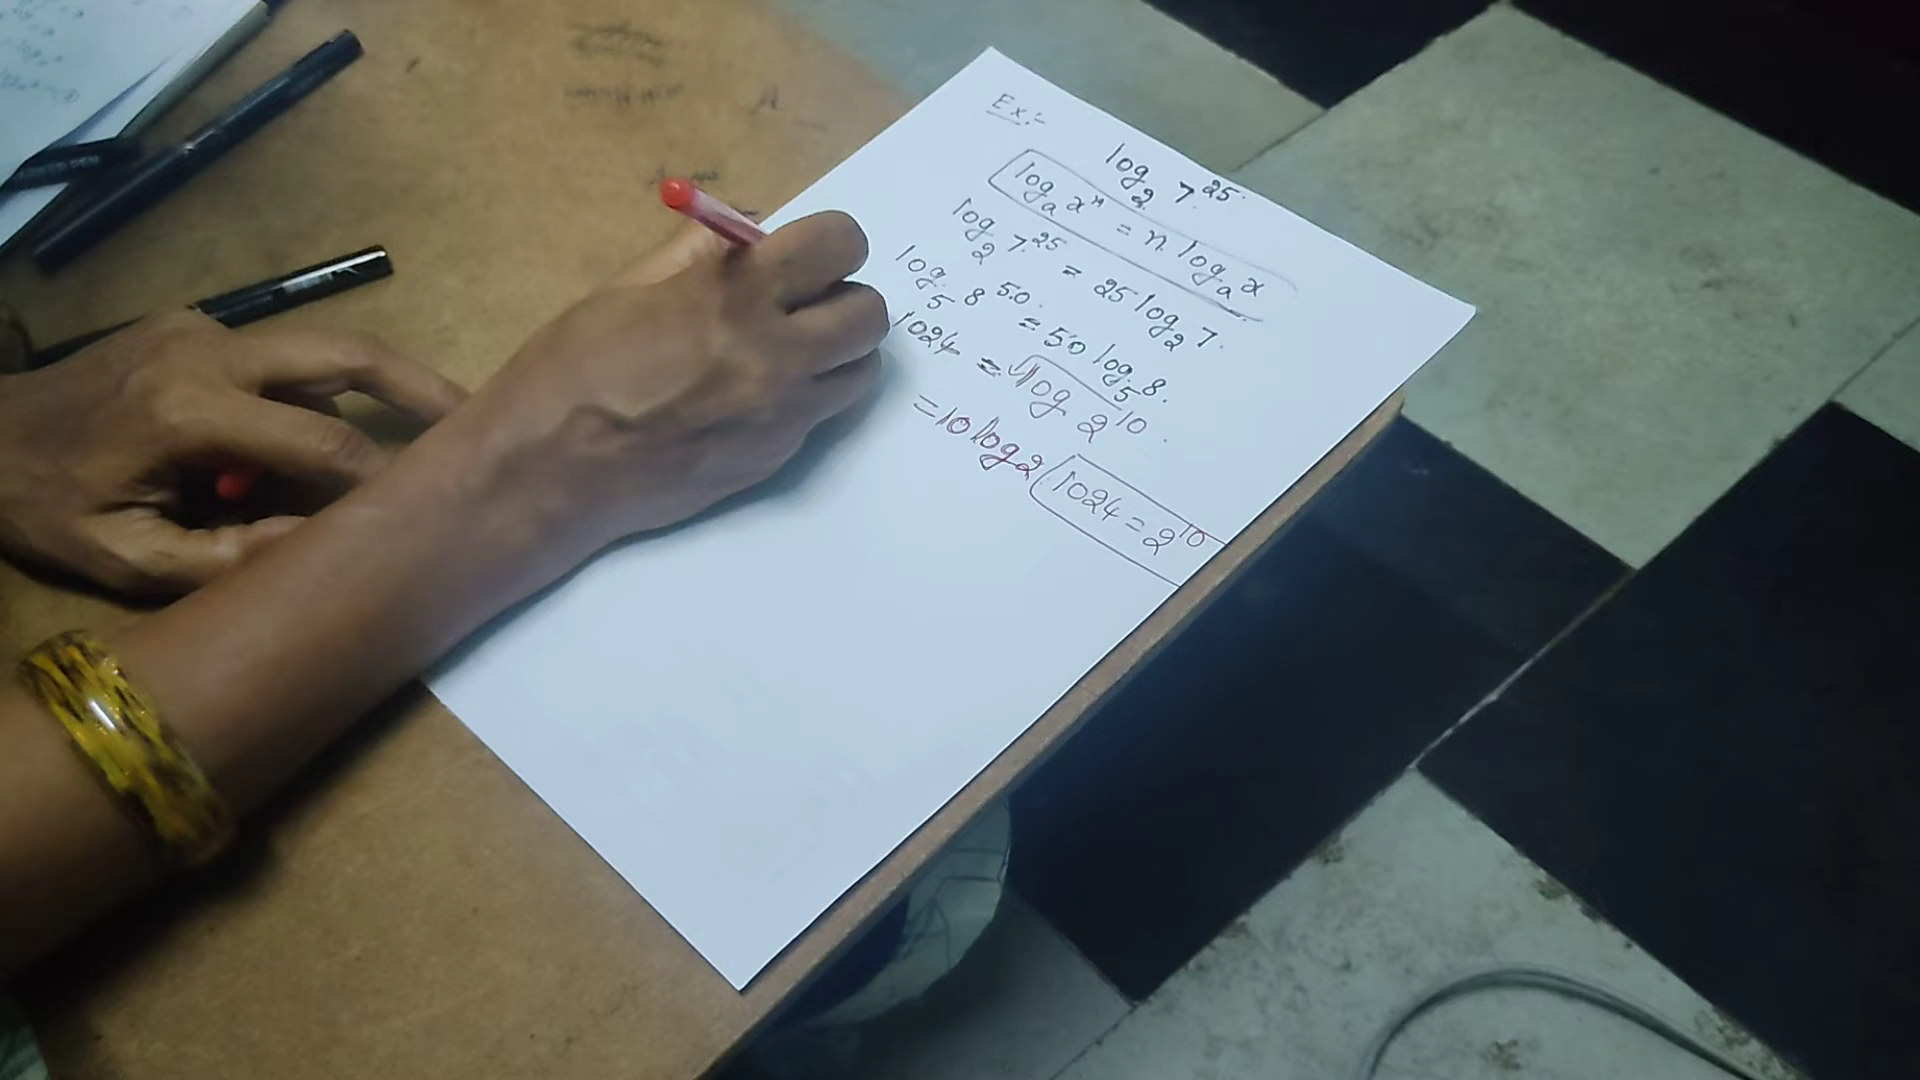 Ex:-
log₂ 7²⁵
logₐ xⁿ = n logₐ x
log₂ 7²⁵ = 25 log₂ 7.
log₅ 8⁵⁰ = 50 log₅ 8.
1024 = log 2¹⁰.
= 10 log 2
1024 = 2¹⁰